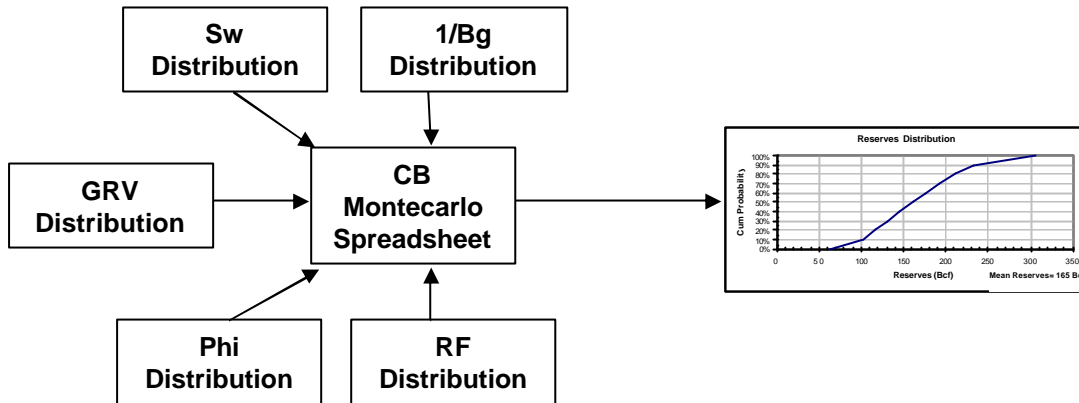 Sw
Distribution
1/Bg
Distribution
GRV
Distribution
CB
Montecarlo
Spreadsheet
Phi
Distribution
RF
Distribution
Reserves Distribution
Cum Probability
100%
90%
80%
70%
60%
50%
40%
30%
20%
10%
0%
0 50 100 150 200 250 300 350
Reserves (Bcf)
Mean Reserves= 165 B